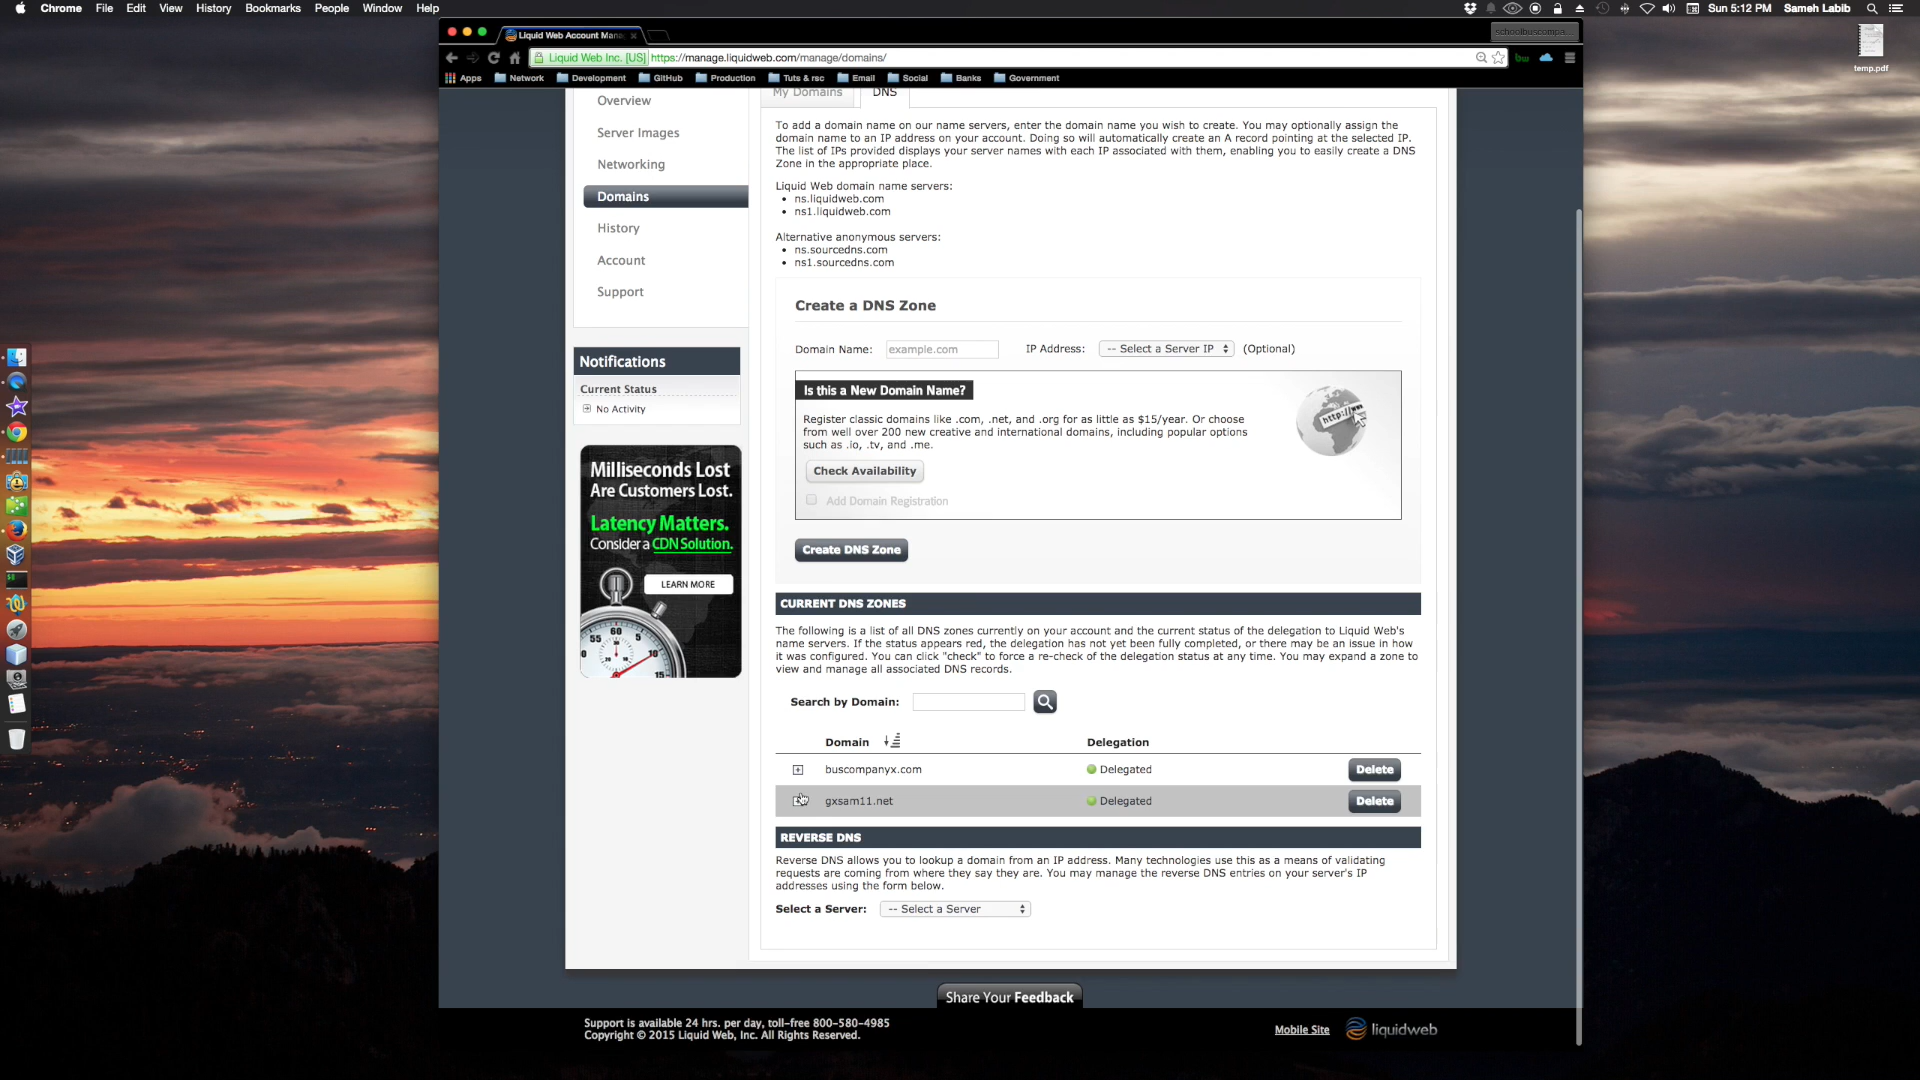 Chrome File Edit View History Bookmarks People Window Help
Sun 5:12 PM Sameh Labib
Liquid Web Account Mana
schoolbuscompa...
Liquid Web Inc. [US] https://manage.liquidweb.com/manage/domains/
Apps Network Development GitHub Production Tuts & rsc Email Social Banks Government
temp.pdf
Overview
Server Images
Networking
Domains
History
Account
Support
Notifications
Current Status
No Activity
Milliseconds Lost
Are Customers Lost.
Latency Matters.
Consider a CDN Solution.
LEARN MORE
55 60 5
10
15
My Domains DNS
To add a domain name on our name servers, enter the domain name you wish to create. You may optionally assign the
domain name to an IP address on your account. Doing so will automatically create an A record pointing at the selected IP.
The list of IPs provided displays your server names with each IP associated with them, enabling you to easily create a DNS
Zone in the appropriate place.
Liquid Web domain name servers:
• ns.liquidweb.com
• ns1.liquidweb.com
Alternative anonymous servers:
• ns.sourcedns.com
• ns1.sourcedns.com
Create a DNS Zone
Domain Name: example.com IP Address: -- Select a Server IP (Optional)
Is this a New Domain Name?
Register classic domains like .com, .net, and .org for as little as $15/year. Or choose
from well over 200 new creative and international domains, including popular options
such as .io, .tv, and .me.
http://ww
Check Availability
Add Domain Registration
Create DNS Zone
CURRENT DNS ZONES
The following is a list of all DNS zones currently on your account and the current status of the delegation to Liquid Web's
name servers. If the status appears red, the delegation has not yet been fully completed, or there may be an issue in how
it was configured. You can click "check" to force a re-check of the delegation status at any time. You may expand a zone to
view and manage all associated DNS records.
Search by Domain:
Domain Delegation
buscompanyx.com Delegated Delete
gxsam11.net Delegated Delete
REVERSE DNS
Reverse DNS allows you to lookup a domain from an IP address. Many technologies use this as a means of validating
requests are coming from where they say they are. You may manage the reverse DNS entries on your server's IP
addresses using the form below.
Select a Server: -- Select a Server
Share Your Feedback
Support is available 24 hrs. per day, toll-free 800-580-4985
Copyright © 2015 Liquid Web, Inc. All Rights Reserved.
Mobile Site liquidweb